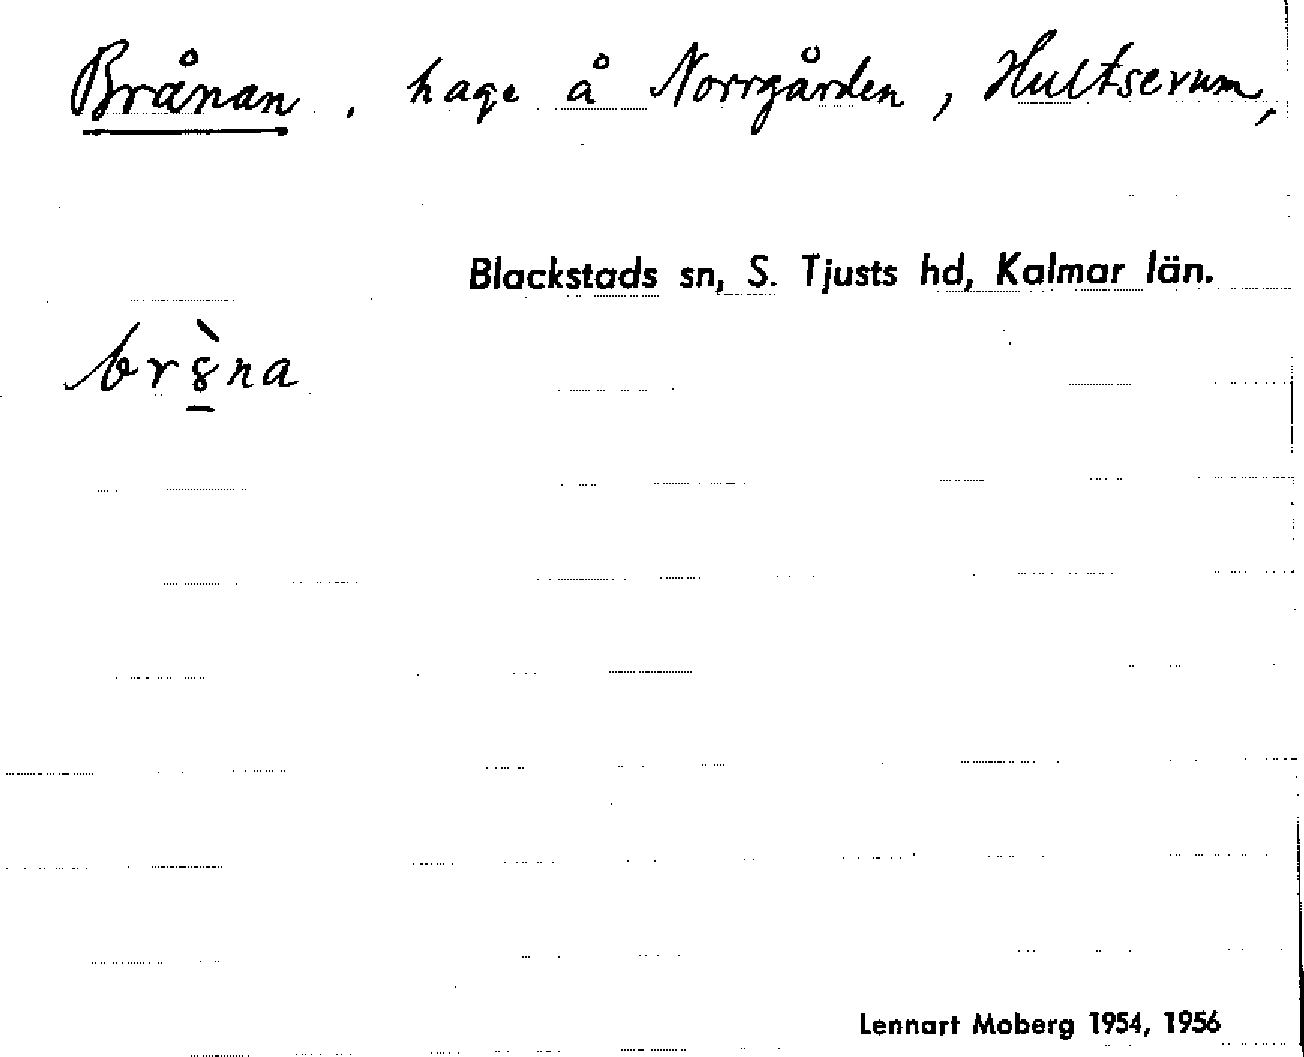 Brånan, hage å Norrgården, Hultserum,
Blackstads sn, S. Tjusts hd, Kalmar län.
Lennart Moberg 1954, 1956